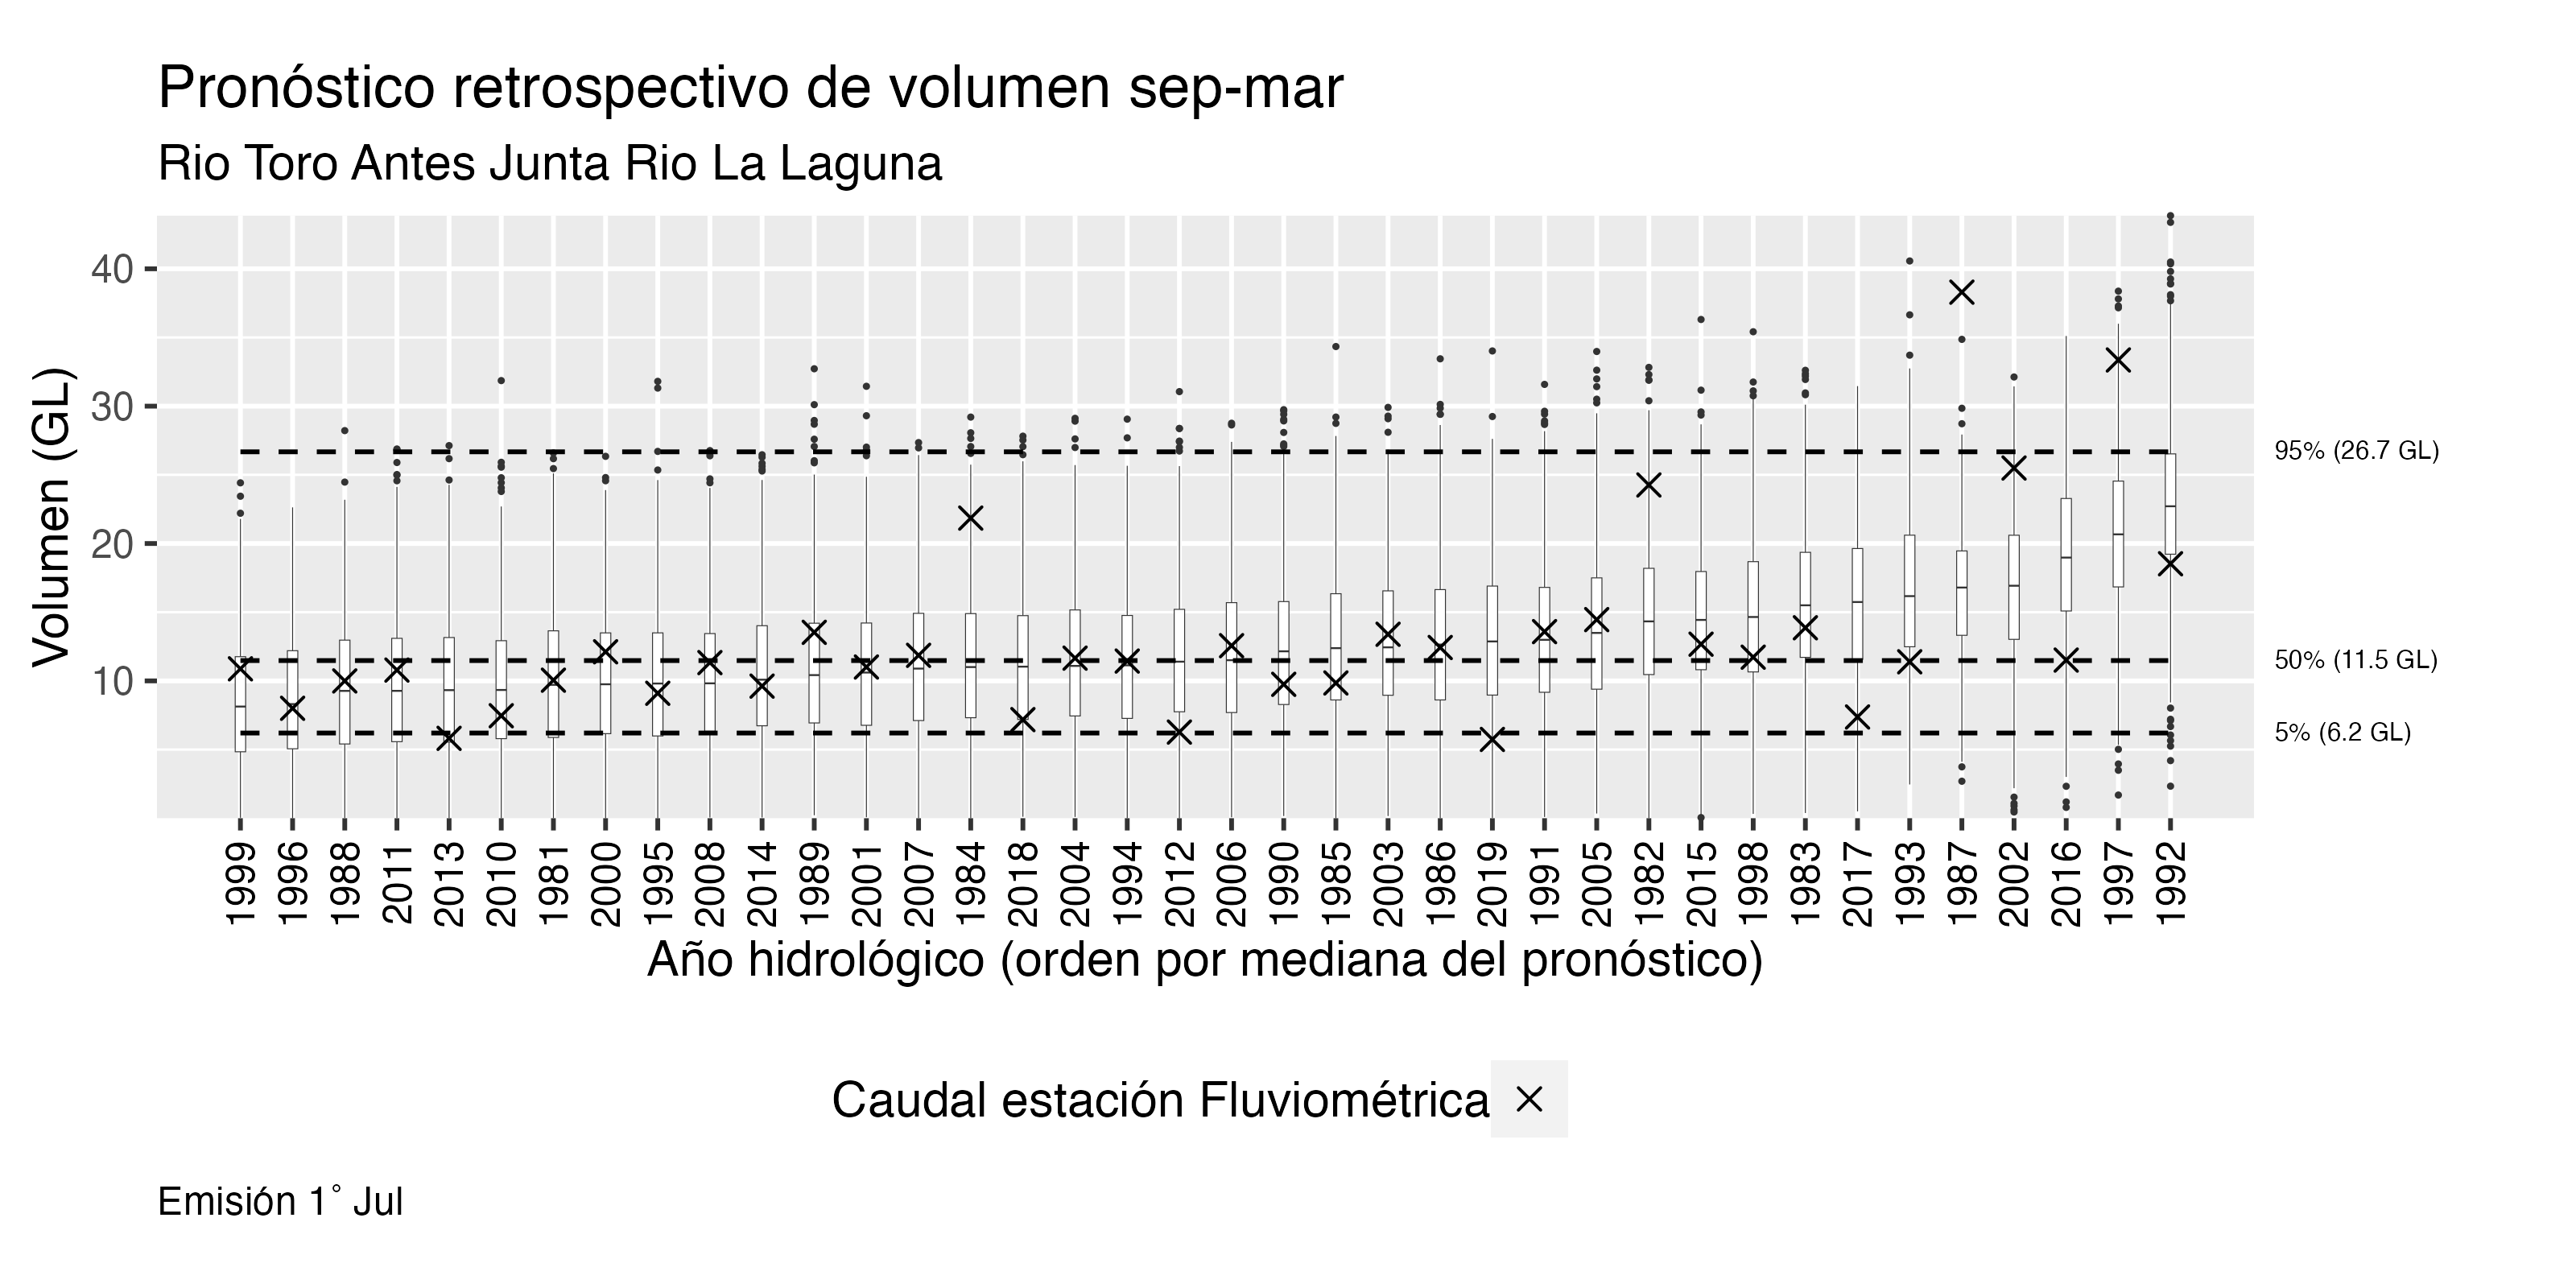 Pronóstico retrospectivo de volumen sep-mar
Rio Toro Antes Junta Rio La Laguna
Volumen (GL)
40
30
20
10
95% (26.7 GL)
50% (11.5 GL)
5% (6.2 GL)
1999 1996 1988 2011 2013 2010 1981 2000 1995 2008 2014 1989 2001 2007 1984 2018 2004 1994 2012 2006 1990 1985 2003 1986 2019 1991 2005 1982 2015 1998 1983 2017 1993 1987 2002 2016 1997 1992
Año hidrológico (orden por mediana del pronóstico)
Caudal estación Fluviométrica
Emisión 1° Jul